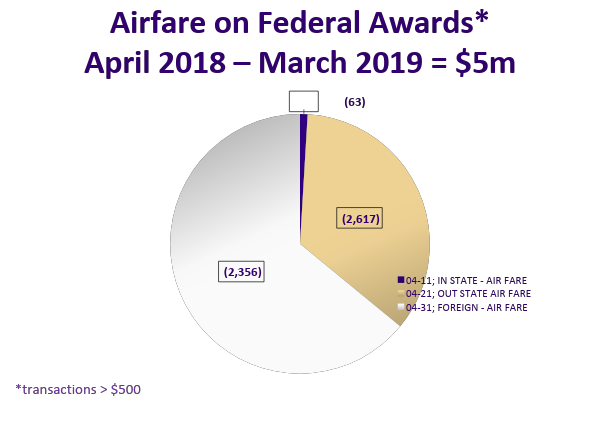 Airfare on Federal Awards*
April 2018 – March 2019 = $5m
(63)
(2,617)
(2,356)
04-11; IN STATE - AIR FARE
04-21; OUT STATE AIR FARE
04-31; FOREIGN - AIR FARE
*transactions > $500